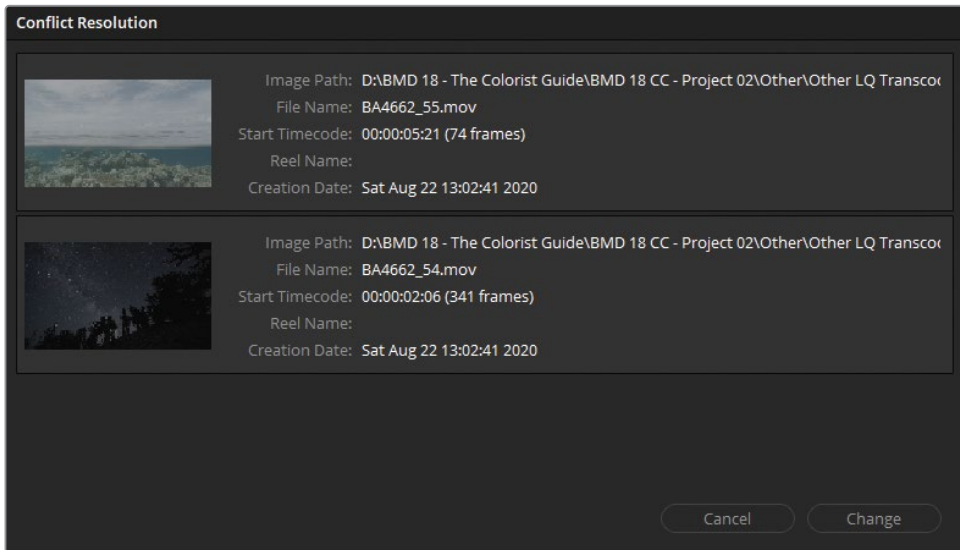 Conflict Resolution
Image Path: D:\BMD 18 - The Colorist Guide\BMD 18 CC - Project 02\Other\Other LQ Transcoc
File Name: BA4662_55.mov
Start Timecode: 00:00:05:21 (74 frames)
Reel Name:
Creation Date: Sat Aug 22 13:02:41 2020
Image Path: D:\BMD 18 - The Colorist Guide\BMD 18 CC - Project 02\Other\Other LQ Transcoc
File Name: BA4662_54.mov
Start Timecode: 00:00:02:06 (341 frames)
Reel Name:
Creation Date: Sat Aug 22 13:02:41 2020
Cancel Change